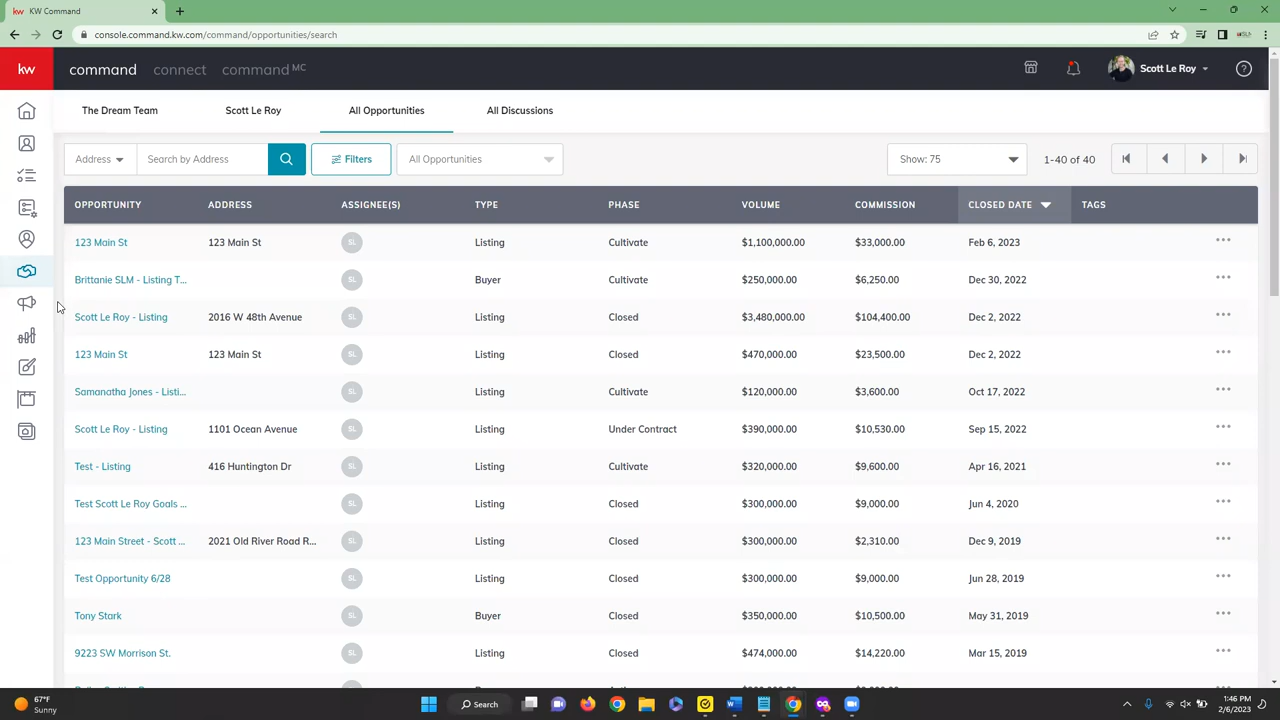 KW Command
console.command.kw.com/command/opportunities/search
kw command connect command MC Scott Le Roy ?
The Dream Team Scott Le Roy All Opportunities All Discussions
Address Search by Address Filters All Opportunities Show: 75 1-40 of 40
OPPORTUNITY ADDRESS ASSIGNEE(S) TYPE PHASE VOLUME COMMISSION CLOSED DATE TAGS
123 Main St 123 Main St SL Listing Cultivate $1,100,000.00 $33,000.00 Feb 6, 2023
Brittanie SLM - Listing T... SL Buyer Cultivate $250,000.00 $6,250.00 Dec 30, 2022
Scott Le Roy - Listing 2016 W 48th Avenue SL Listing Closed $3,480,000.00 $104,400.00 Dec 2, 2022
123 Main St 123 Main St SL Listing Closed $470,000.00 $23,500.00 Dec 2, 2022
Samanatha Jones - Listi... SL Listing Cultivate $120,000.00 $3,600.00 Oct 17, 2022
Scott Le Roy - Listing 1101 Ocean Avenue SL Listing Under Contract $390,000.00 $10,530.00 Sep 15, 2022
Test - Listing 416 Huntington Dr SL Listing Cultivate $320,000.00 $9,600.00 Apr 16, 2021
Test Scott Le Roy Goals ... SL Listing Closed $300,000.00 $9,000.00 Jun 4, 2020
123 Main Street - Scott ... 2021 Old River Road R... SL Listing Closed $300,000.00 $2,310.00 Dec 9, 2019
Test Opportunity 6/28 SL Listing Closed $300,000.00 $9,000.00 Jun 28, 2019
Tony Stark SL Buyer Closed $350,000.00 $10,500.00 May 31, 2019
9223 SW Morrison St. SL Listing Closed $474,000.00 $14,220.00 Mar 15, 2019
67°F Search 1:46 PM
Sunny 2/6/2023